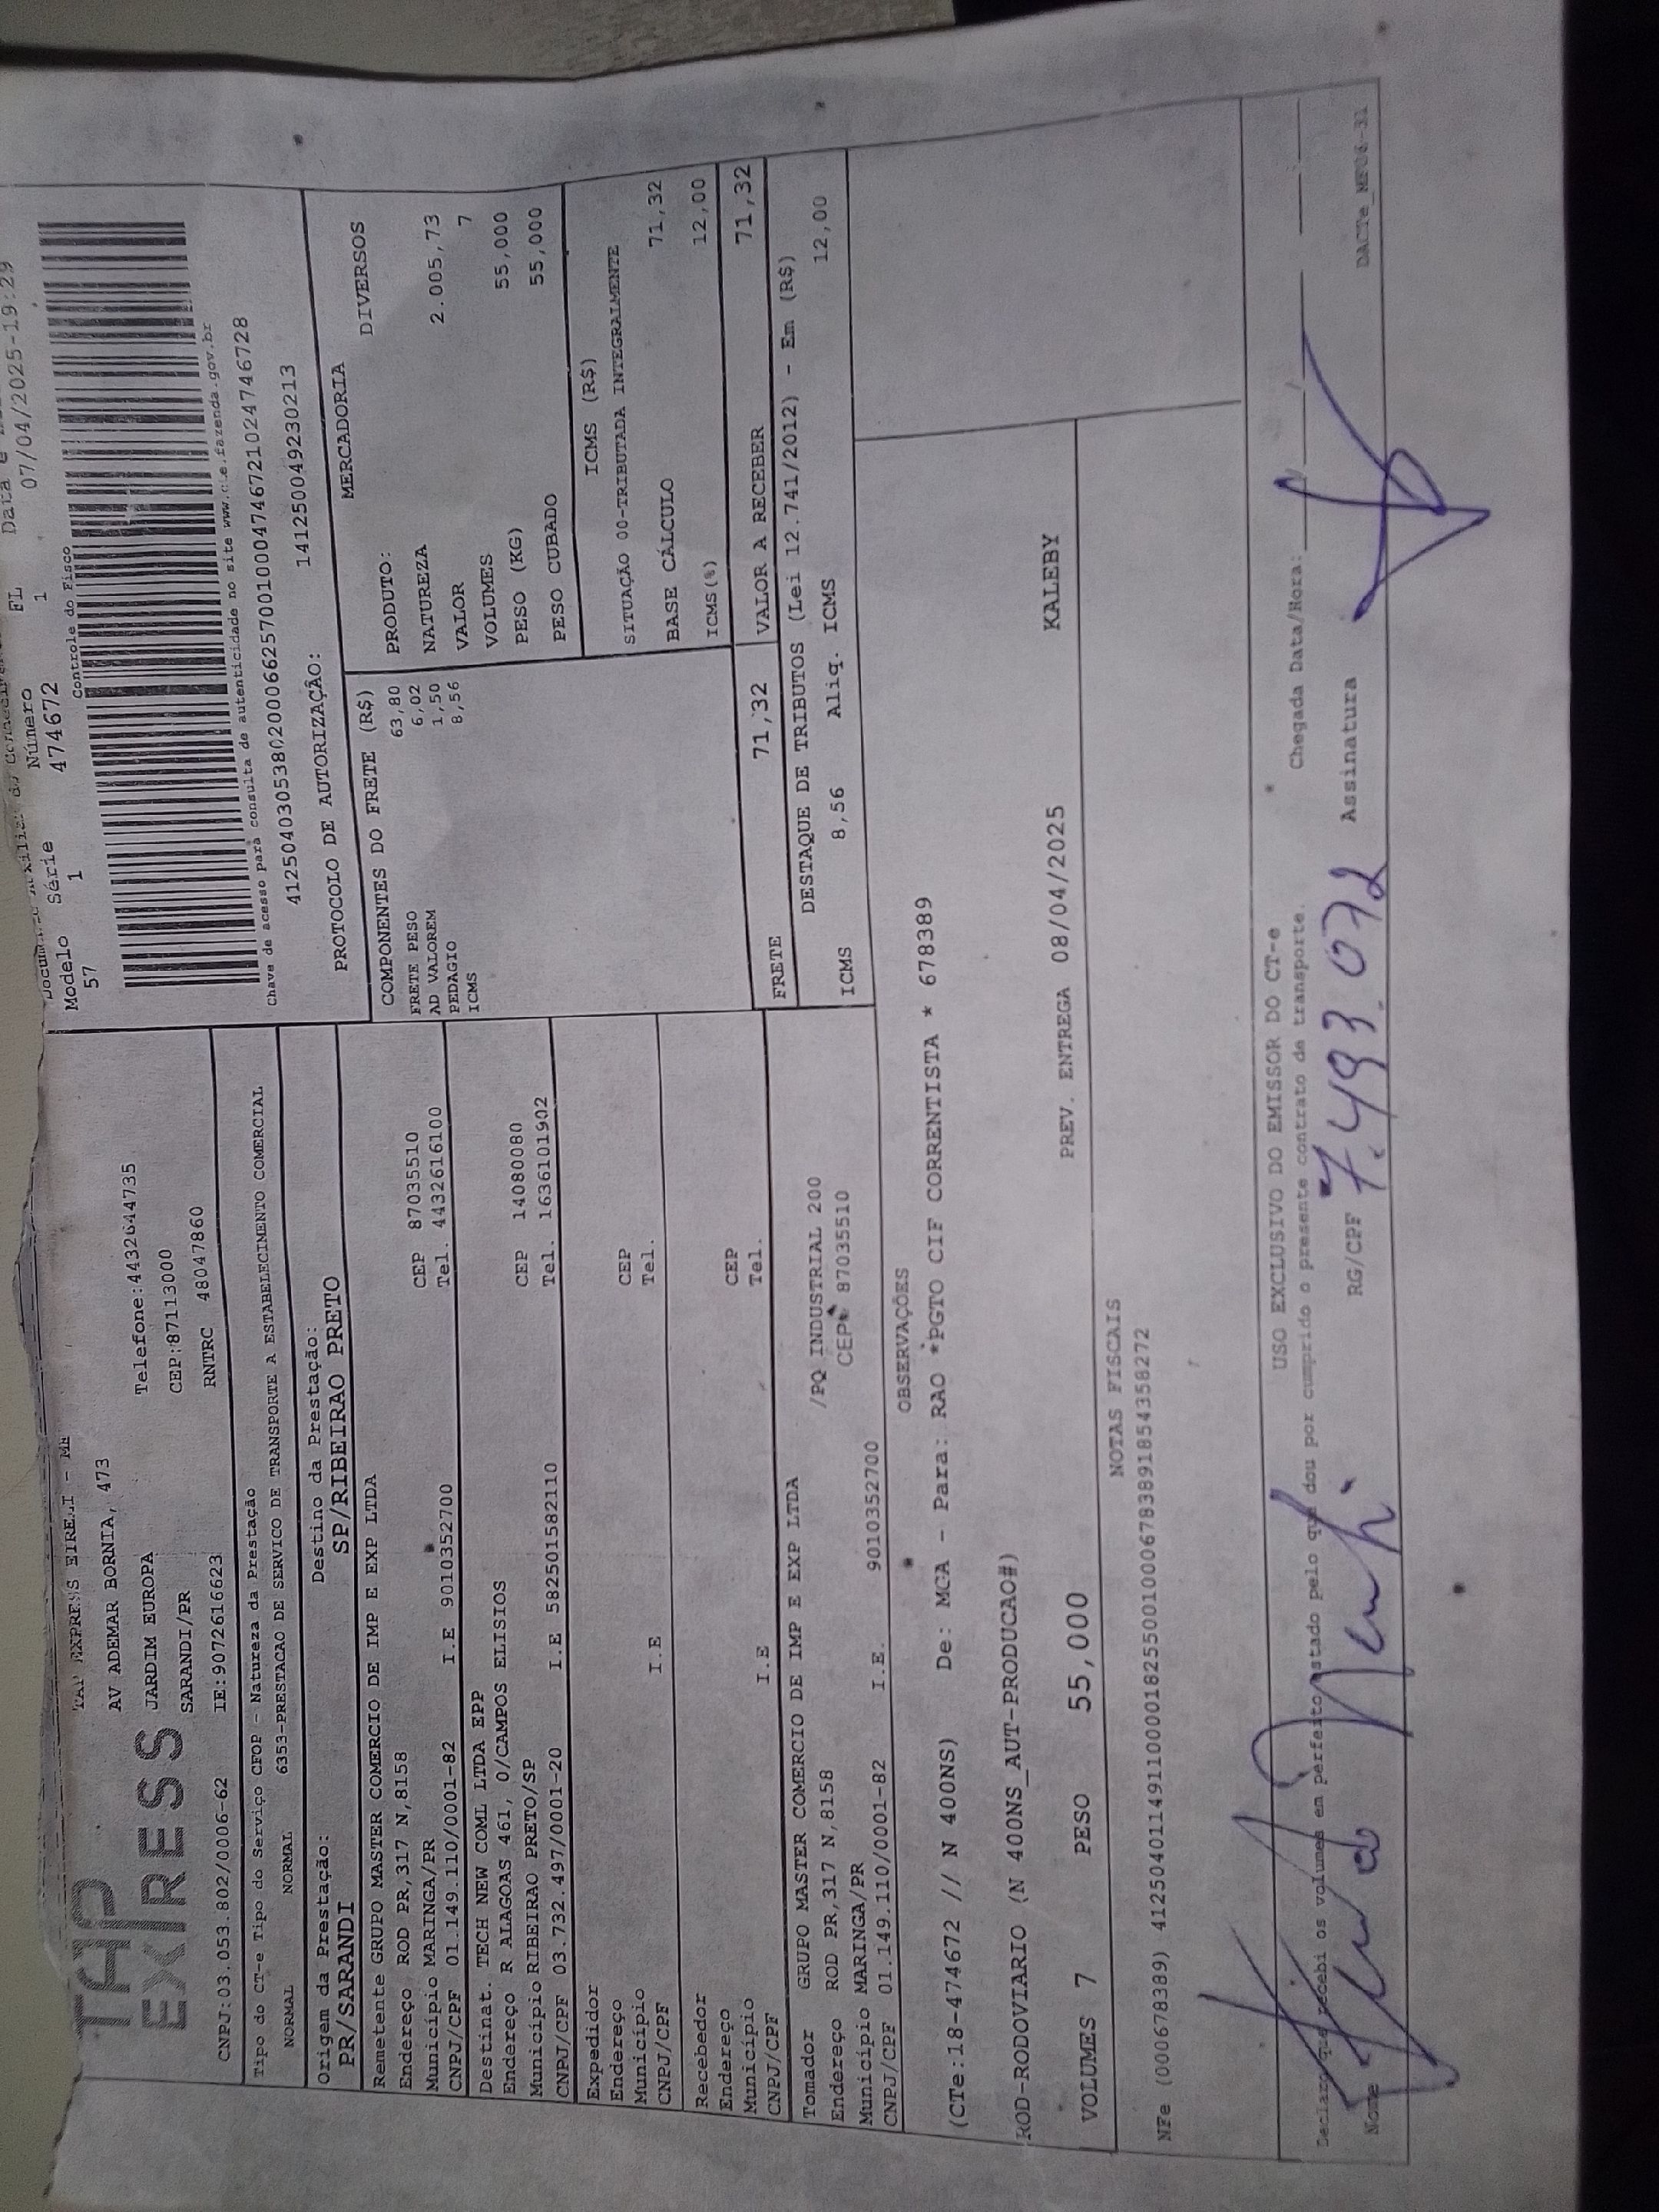 TAP
EXPRESS
TAP EXPRESS EIRELI - ME
AV ADEMAR BORNIA, 473
JARDIM EUROPA
Telefone:4432644735
SARANDI/PR
CEP:87113000
CNPJ:03.053.802/0006-62 IE:9072616623 RNTRC 48047860
Data e
Modelo Série Número FL
57 1 474672 1 07/04/2025-19:29
Controle do Fisco
Chave de acesso para consulta de autenticidade no site www.cte.fazenda.gov.br
41250403053802000662570010004746721024746728
PROTOCOLO DE AUTORIZAÇÃO: 141250049230213
Tipo do CT-e Tipo do Serviço CFOP - Natureza da Prestação
NORMAL NORMAL 6353-PRESTACAO DE SERVICO DE TRANSPORTE A ESTABELECIMENTO COMERCIAL
Origem da Prestação: Destino da Prestação:
PR/SARANDI SP/RIBEIRAO PRETO
Remetente GRUPO MASTER COMERCIO DE IMP E EXP LTDA
Endereço ROD PR,317 N,8158 CEP 87035510
Município MARINGA/PR Tel. 4432616100
CNPJ/CPF 01.149.110/0001-82 I.E 9010352700
Destinat. TECH NEW COML LTDA EPP
Endereço R ALAGOAS 461, 0/CAMPOS ELISIOS CEP 14080080
Município RIBEIRAO PRETO/SP Tel. 1636101902
CNPJ/CPF 03.732.497/0001-20 I.E 582501582110
Expedidor
Endereço CEP
Município Tel.
CNPJ/CPF I.E
Recebedor
Endereço CEP
Município Tel.
CNPJ/CPF I.E
COMPONENTES DO FRETE (R$)
FRETE PESO 63,80
AD VALOREM 6,02
PEDAGIO 1,50
ICMS 8,56
MERCADORIA
PRODUTO: DIVERSOS
NATUREZA
VALOR 2.005,73
VOLUMES 7
PESO (KG) 55,000
PESO CUBADO 55,000
ICMS (R$)
SITUAÇÃO 00-TRIBUTADA INTEGRALMENTE
BASE CÁLCULO 71,32
ICMS(%) 12,00
FRETE 71,32 VALOR A RECEBER 71,32
DESTAQUE DE TRIBUTOS (Lei 12.741/2012) - Em (R$)
ICMS 8,56 Aliq. ICMS 12,00
Tomador GRUPO MASTER COMERCIO DE IMP E EXP LTDA
Endereço ROD PR,317 N,8158 /PQ INDUSTRIAL 200
Município MARINGA/PR CEP: 87035510
CNPJ/CPF 01.149.110/0001-82 I.E. 9010352700
OBSERVAÇÕES
(CTe:18-474672 // N 400NS) De: MCA - Para: RAO *PGTO CIF CORRENTISTA * 678389
ROD-RODOVIARIO (N 400NS_AUT-PRODUCAO#)
KALEBY
VOLUMES 7 PESO 55,000 PREV. ENTREGA 08/04/2025
NOTAS FISCAIS
NFe (000678389) 41250401149110000182550010006783891854358272
USO EXCLUSIVO DO EMISSOR DO CT-e
Declaro que recebi os volumes em perfeito estado pelo que dou por cumprido o presente contrato de transporte. Chegada Data/Hora:
Nome RG/CPF 7.493.072 Assinatura
DACTe_MF06-31